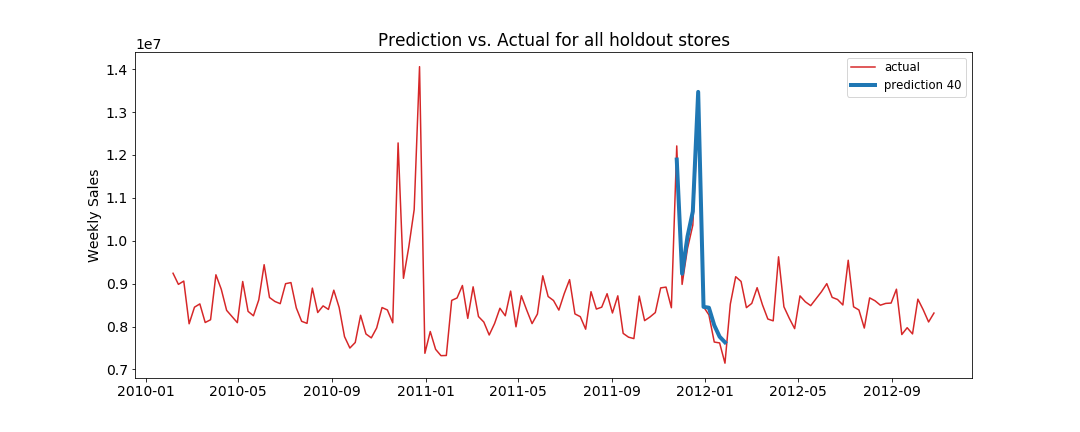 Prediction vs. Actual for all holdout stores
1e7
1.4
1.3
1.2
1.1
1.0
0.9
0.8
0.7
Weekly Sales
actual
prediction 40
2010-01 2010-05 2010-09 2011-01 2011-05 2011-09 2012-01 2012-05 2012-09